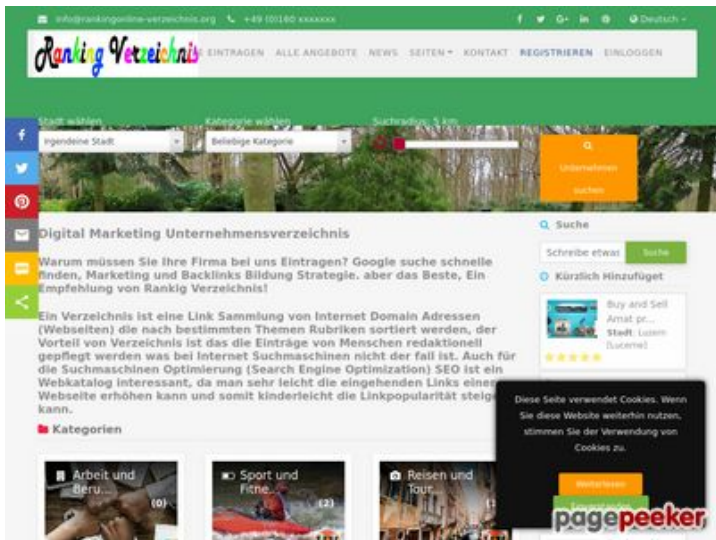 info@rankingonline-verzeichnis.org +49 (0)160 xxxxxxx
G+ in Deutsch
Ranking Verzeichnis EINTRAGEN ALLE ANGEBOTE NEWS SEITEN KONTAKT REGISTRIEREN EINLOGGEN
Stadt wählen Kategorie wählen Suchradius: 5 km
Irgendeine Stadt Beliebige Kategorie
Unternehmen
suchen
Digital Marketing Unternehmensverzeichnis
Suche
Schreibe etwas Suche
Warum müssen Sie Ihre Firma bei uns Eintragen? Google suche schnelle
finden, Marketing und Backlinks Bildung Strategie. aber das Beste, Ein
Empfehlung von Rankig Verzeichnis!
Kürzlich Hinzufüget
Buy and Sell
Amat pr...
Stadt: Luzern
(Lucerne)
Ein Verzeichnis ist eine Link Sammlung von Internet Domain Adressen
(Webseiten) die nach bestimmten Themen Rubriken sortiert werden, der
Vorteil von Verzeichnis ist das die Einträge von Menschen redaktionell
gepflegt werden was bei Internet Suchmaschinen nicht der fall ist. Auch für
die Suchmaschinen Optimierung (Search Engine Optimization) SEO ist ein
Webkatalog interessant, da man sehr leicht die eingehenden Links einer
Webseite erhöhen kann und somit kinderleicht die Linkpopularität
kann.
Kategorien
Arbeit und
Beru...
(0)
Sport und
Fitne...
(2)
Reisen und
Tour...
Diese Seite verwendet Cookies. Wenn
Sie diese Website weiterhin nutzen,
stimmen Sie der Verwendung von
Cookies zu.
Weiterlesen
pagepeeker